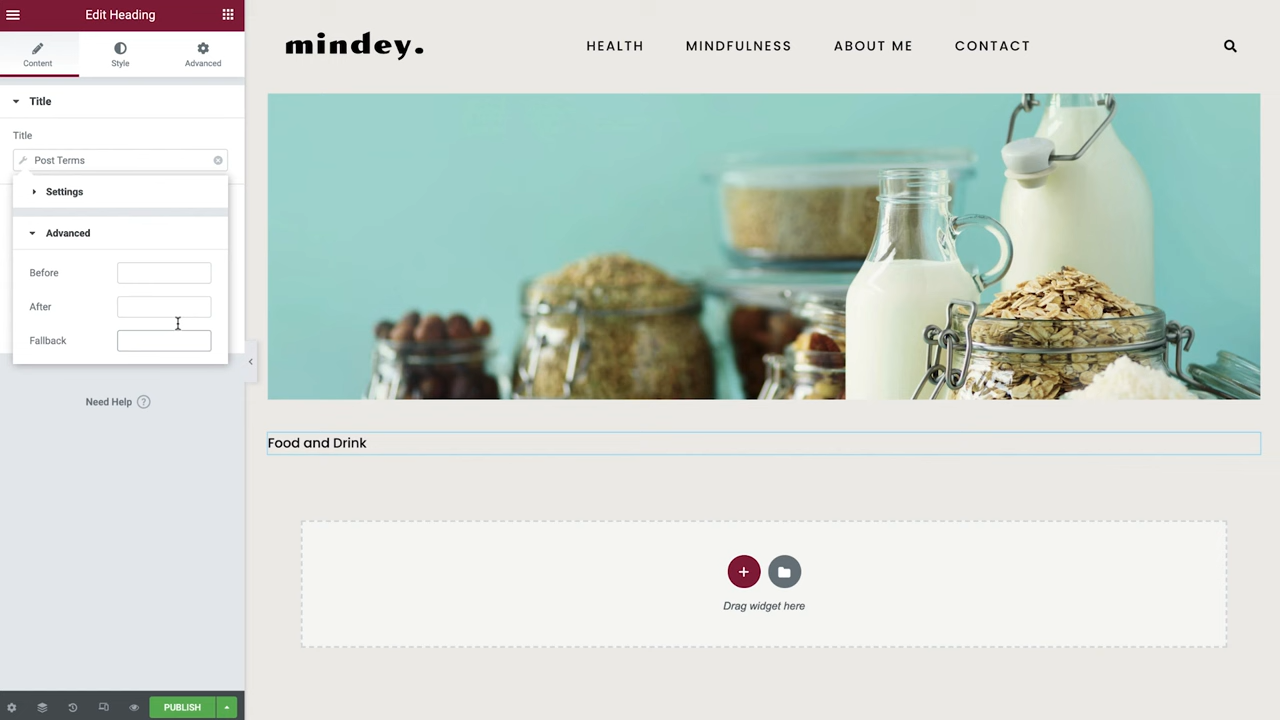 Edit Heading
Content
Style
Advanced
Title
Title
Post Terms
Settings
Advanced
Before
After
Fallback
Need Help ?
PUBLISH
mindey.
HEALTH
MINDFULNESS
ABOUT ME
CONTACT
Food and Drink
Drag widget here